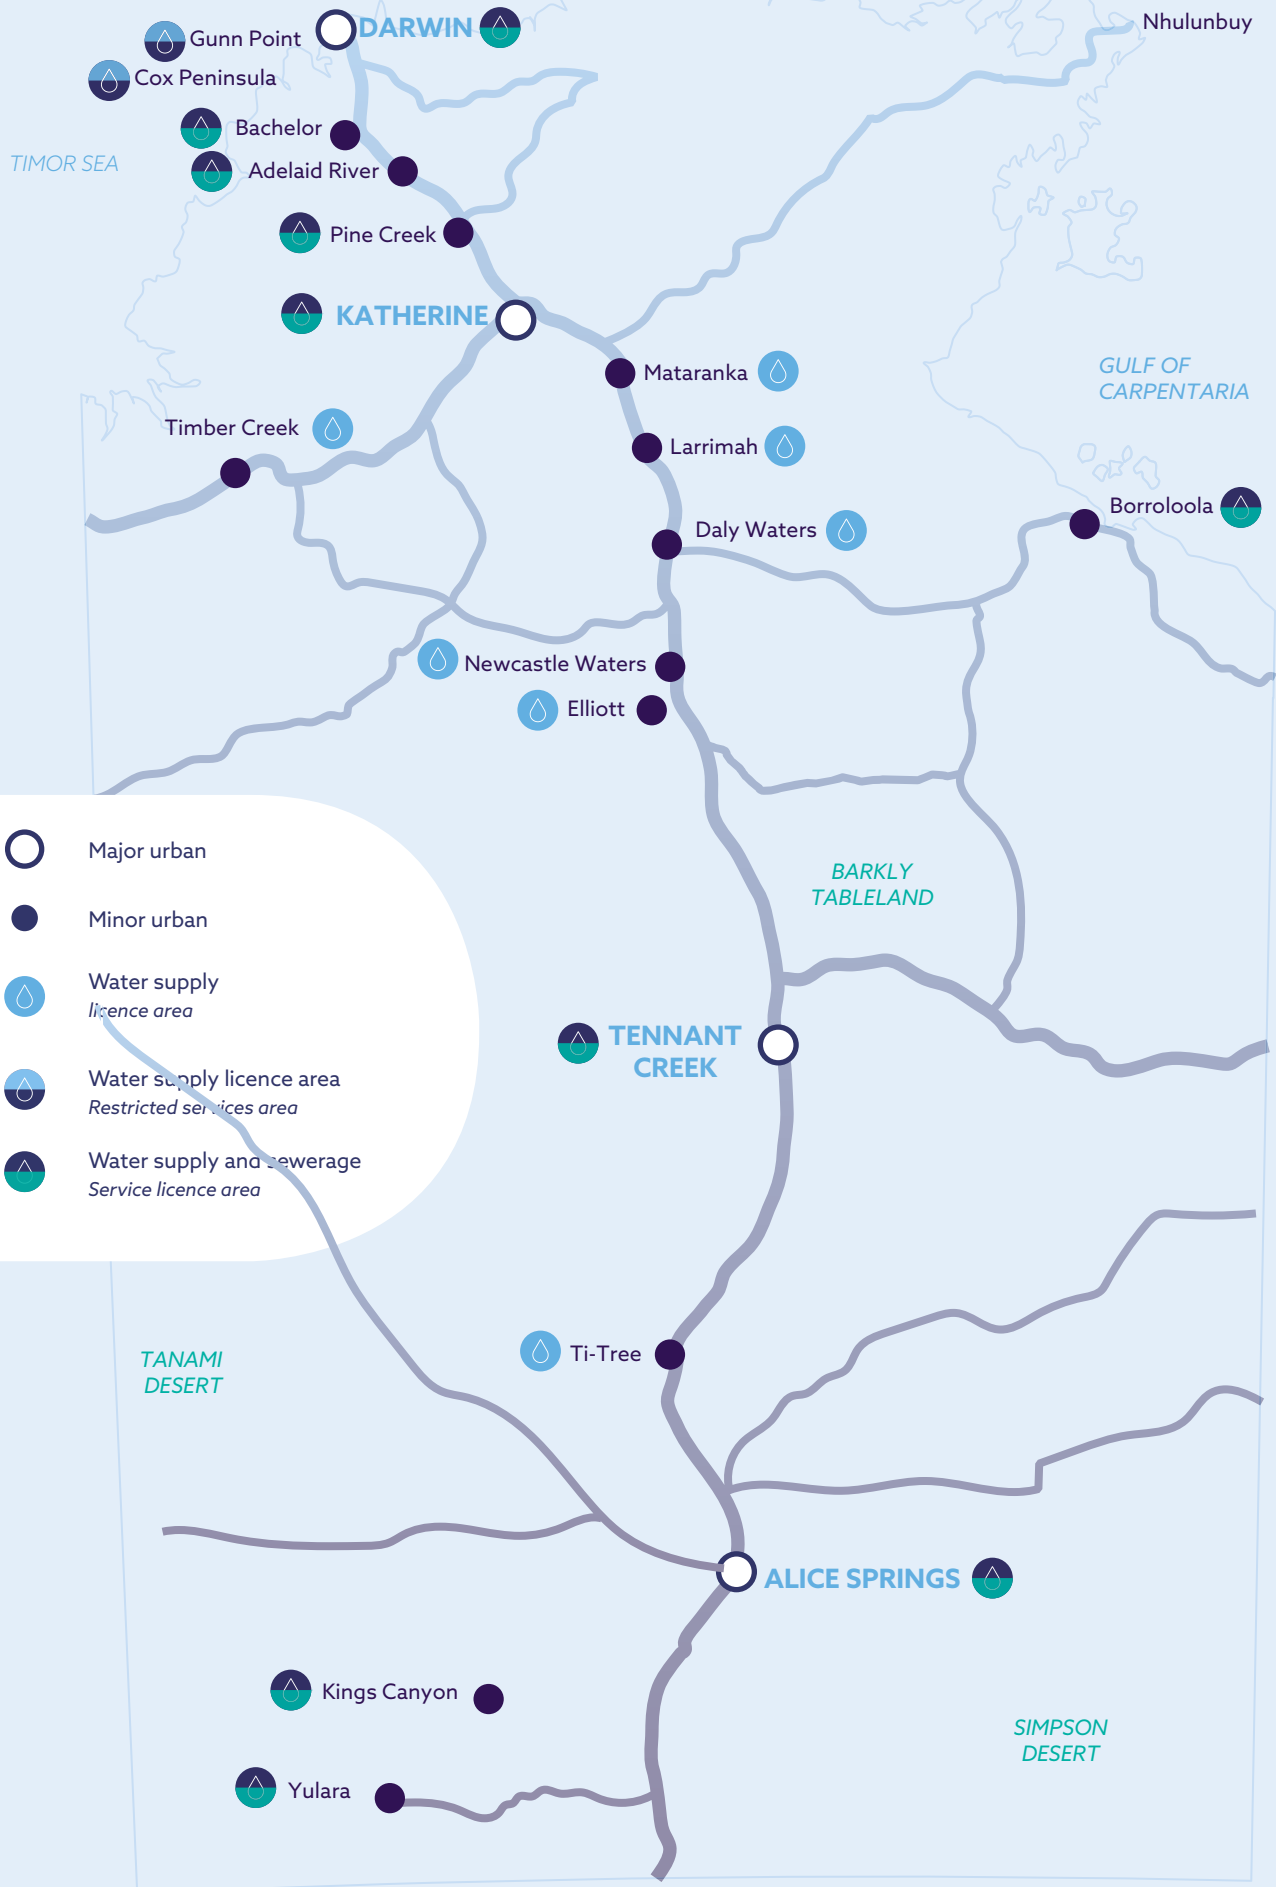 DARWIN
Nhulunbuy
Gunn Point
Cox Peninsula
Bachelor
TIMOR SEA
Adelaid River
Pine Creek
KATHERINE
GULF OF
CARPENTARIA
Mataranka
Timber Creek
Larrimah
Borroloola
Daly Waters
Newcastle Waters
Elliott
Major urban
BARKLY
TABLELAND
Minor urban
Water supply
licence area
TENNANT
CREEK
Water supply licence area
Restricted services area
Water supply and sewerage
Service licence area
Ti-Tree
TANAMI
DESERT
ALICE SPRINGS
Kings Canyon
SIMPSON
DESERT
Yulara